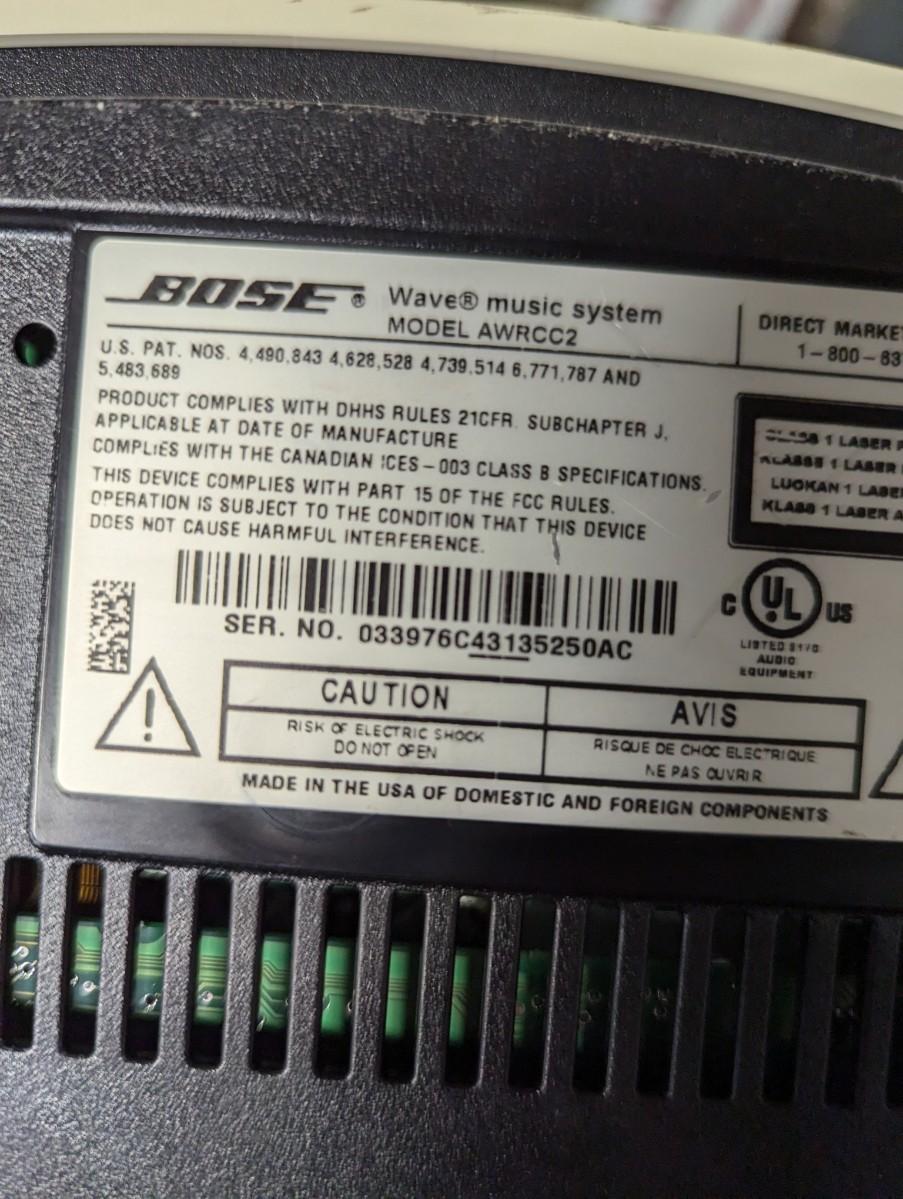 BOSE ® Wave® music system
MODEL AWRCC2
DIRECT MARKET
1-800-63
U.S. PAT. NOS. 4,490,843 4,628,528 4,739,514 6,771,787 AND
5,483,689
PRODUCT COMPLIES WITH DHHS RULES 21CFR, SUBCHAPTER J,
APPLICABLE AT DATE OF MANUFACTURE
COMPLIES WITH THE CANADIAN ICES-003 CLASS B SPECIFICATIONS.
THIS DEVICE COMPLIES WITH PART 15 OF THE FCC RULES.
OPERATION IS SUBJECT TO THE CONDITION THAT THIS DEVICE
DOES NOT CAUSE HARMFUL INTERFERENCE.
CLASS 1 LASER P
KLASSE 1 LASER
LUOKAN 1 LASE
KLASS 1 LASER A
SER. NO. 033976C43135250AC
C UL US
LISTED
AUDIO
EQUIPMENT
CAUTION
RISK OF ELECTRIC SHOCK
DO NOT OPEN
AVIS
RISQUE DE CHOC ELECTRIQUE
NE PAS OUVRIR
!
MADE IN THE USA OF DOMESTIC AND FOREIGN COMPONENTS